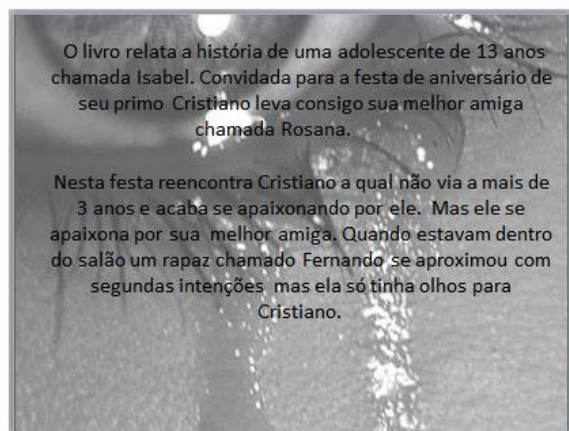 O livro relata a história de uma adolescente de 13 anos
chamada Isabel. Convidada para a festa de aniversário de
seu primo Cristiano leva consigo sua melhor amiga
chamada Rosana.
Nesta festa reencontra Cristiano a qual não via a mais de
3 anos e acaba se apaixonando por ele. Mas ele se
apaixona por sua melhor amiga. Quando estavam dentro
do salão um rapaz chamado Fernando se aproximou com
segundas intenções mas ela só tinha olhos para
Cristiano.